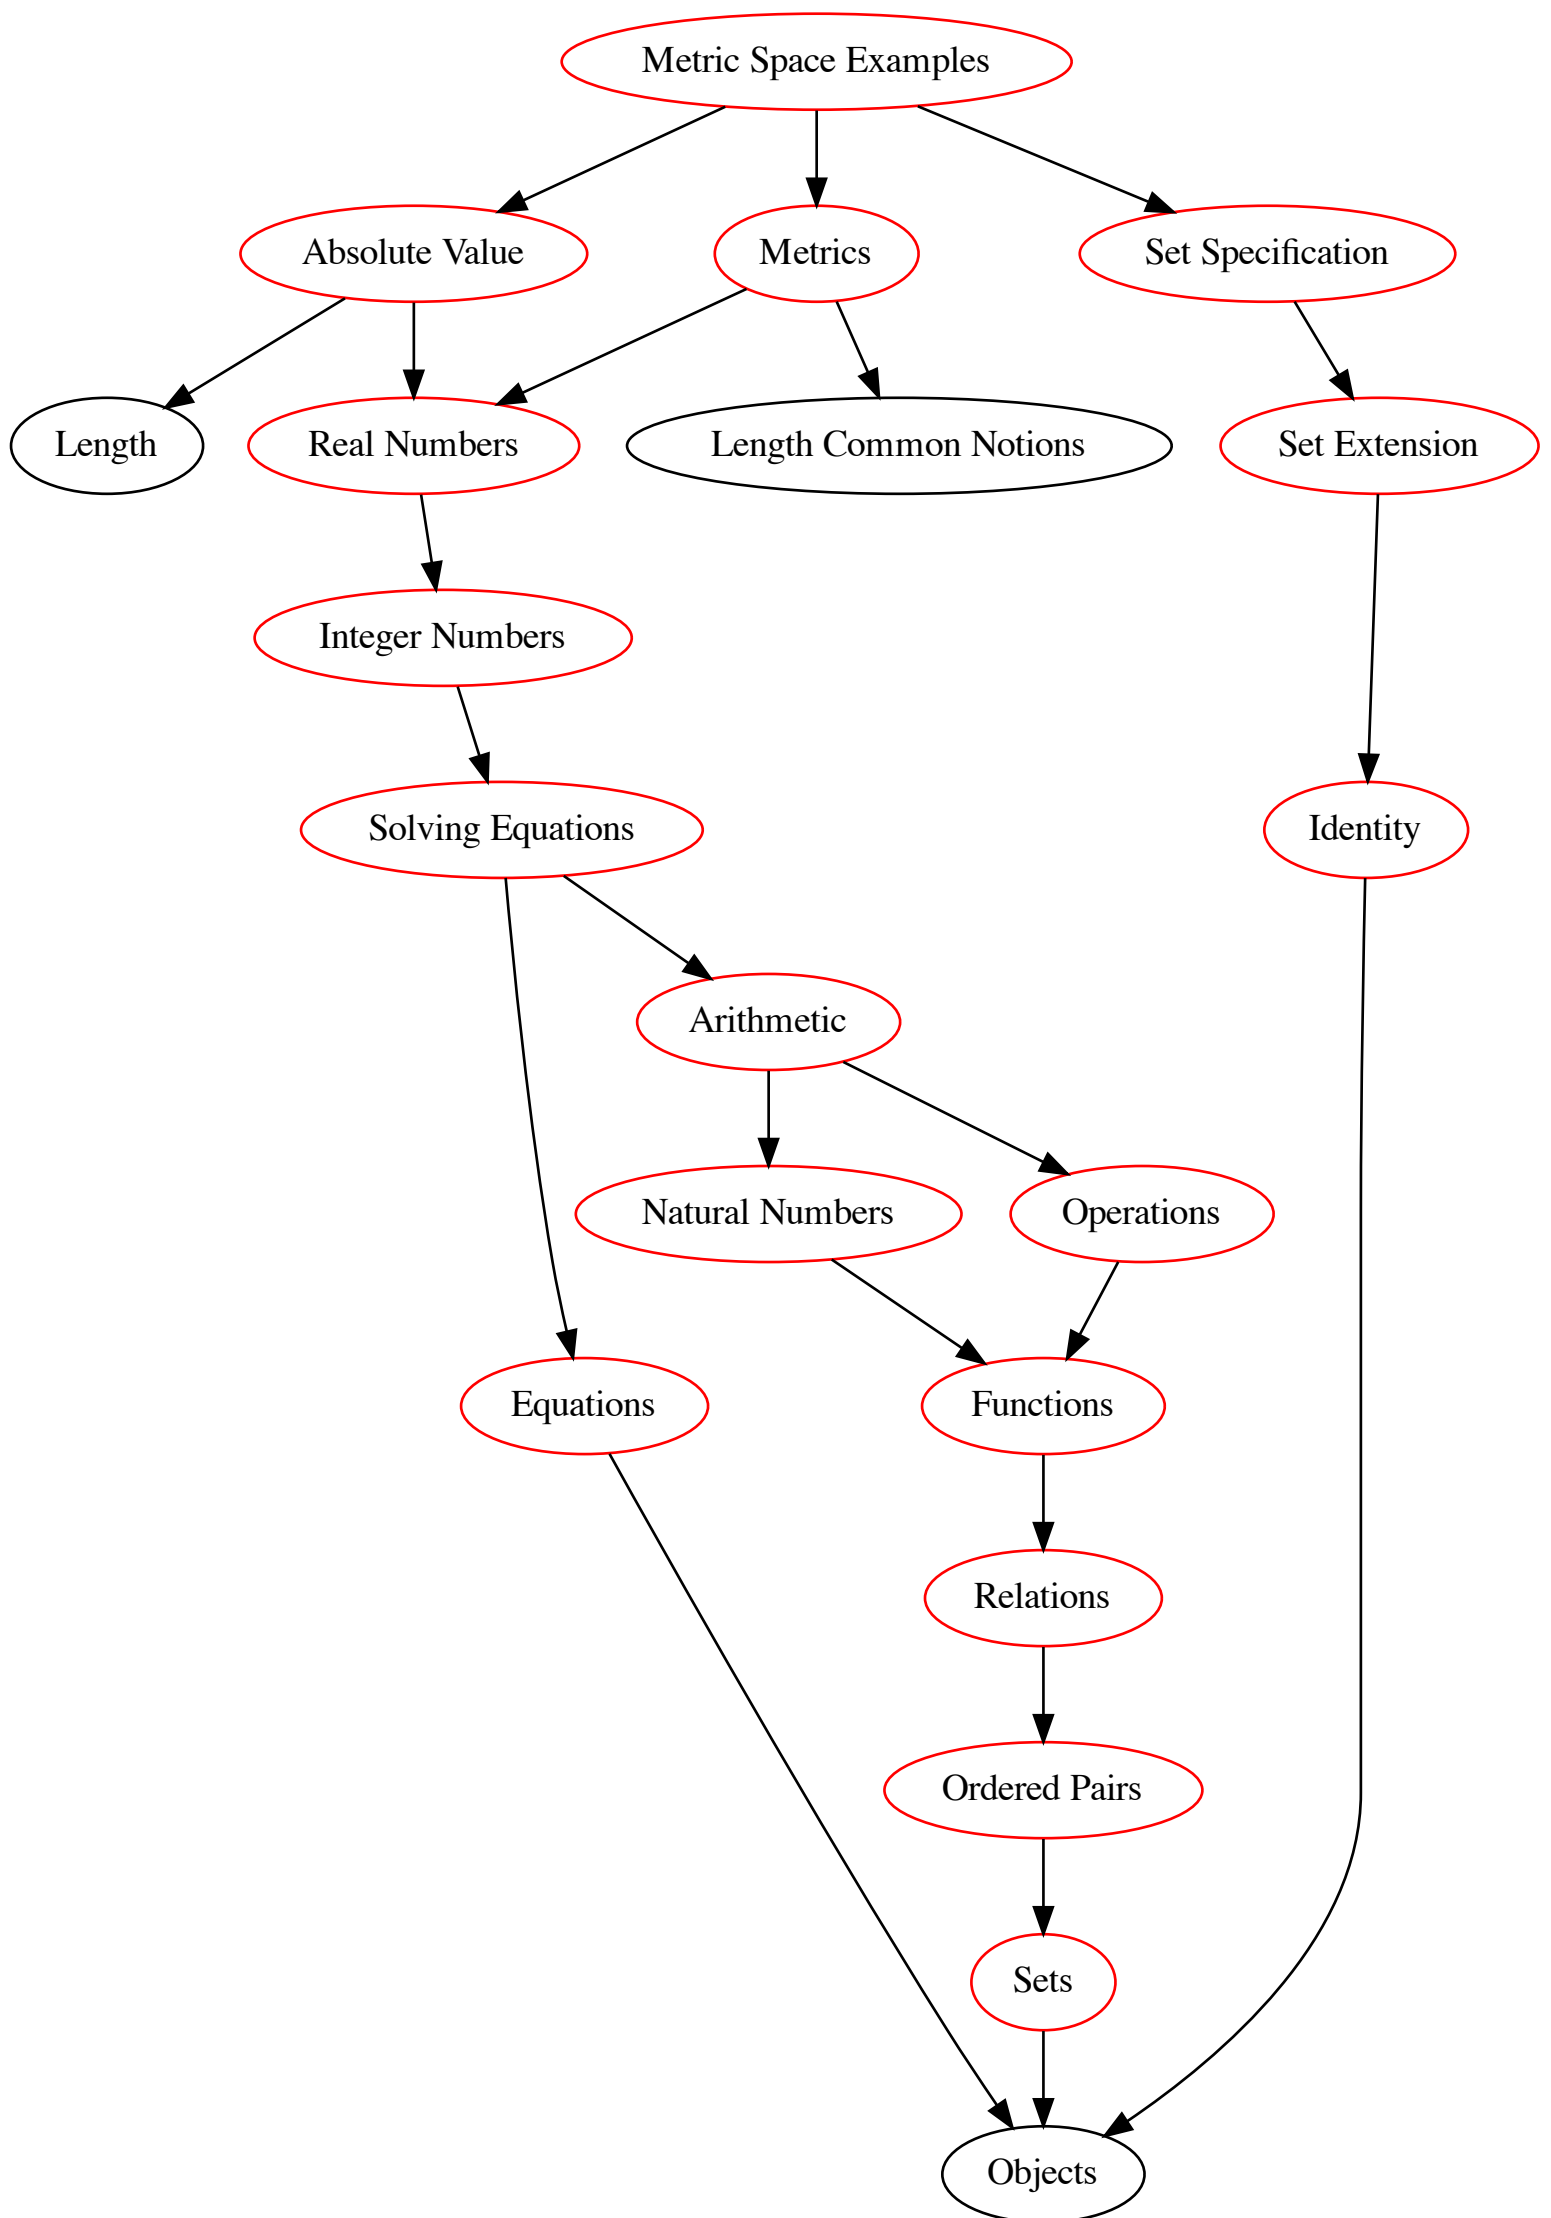 Metric Space Examples
Absolute Value
Metrics
Set Specification
Length
Real Numbers
Length Common Notions
Set Extension
Integer Numbers
Solving Equations
Identity
Arithmetic
Natural Numbers
Operations
Equations
Functions
Relations
Ordered Pairs
Sets
Objects